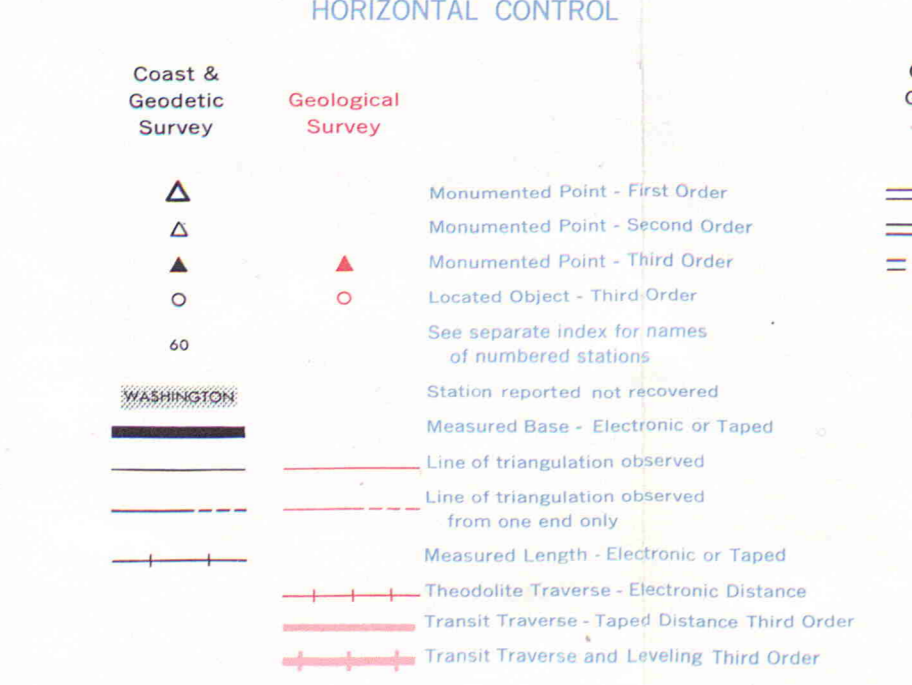 HORIZONTAL CONTROL
Coast &
Geodetic
Survey
Geological
Survey
Monumented Point - First Order
Monumented Point - Second Order
Monumented Point - Third Order
Located Object - Third Order
60
See separate index for names
of numbered stations
WASHINGTON
Station reported not recovered
Measured Base - Electronic or Taped
Line of triangulation observed
Line of triangulation observed
from one end only
Measured Length - Electronic or Taped
Theodolite Traverse - Electronic Distance
Transit Traverse - Taped Distance Third Order
Transit Traverse and Leveling Third Order